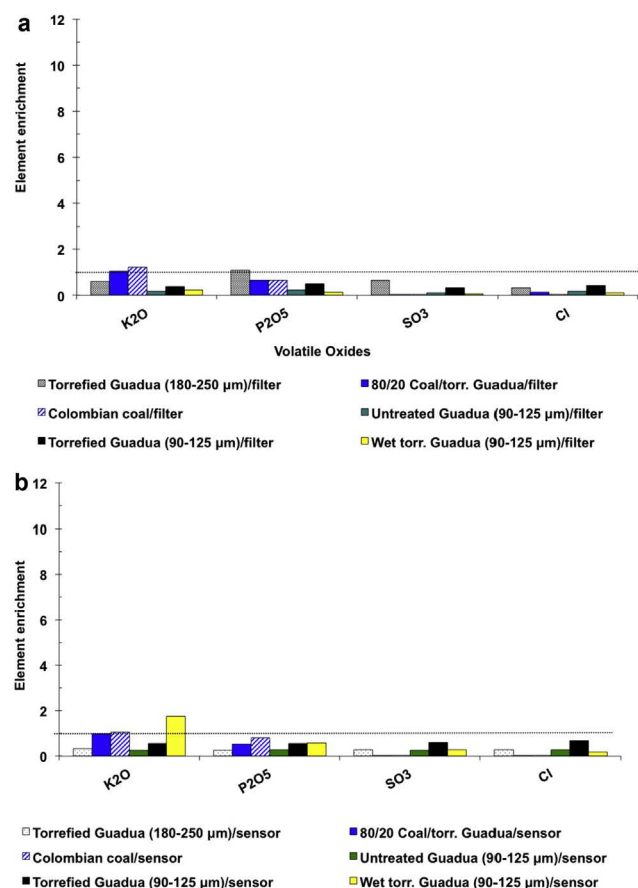 a
12
10
8
6
4
2
0
Element enrichment
K2O
P2O5
SO3
Cl
Volatile Oxides
Torrefied Guadua (180-250 µm)/filter
80/20 Coal/torr. Guadua/filter
Colombian coal/filter
Untreated Guadua (90-125 µm)/filter
Torrefied Guadua (90-125 µm)/filter
Wet torr. Guadua (90-125 µm)/filter
b
12
10
8
6
4
2
0
Element enrichment
K2O
P2O5
SO3
Cl
Torrefied Guadua (180-250 µm)/sensor
80/20 Coal/torr. Guadua/sensor
Colombian coal/sensor
Untreated Guadua (90-125 µm)/sensor
Torrefied Guadua (90-125 µm)/sensor
Wet torr. Guadua (90-125 µm)/sensor